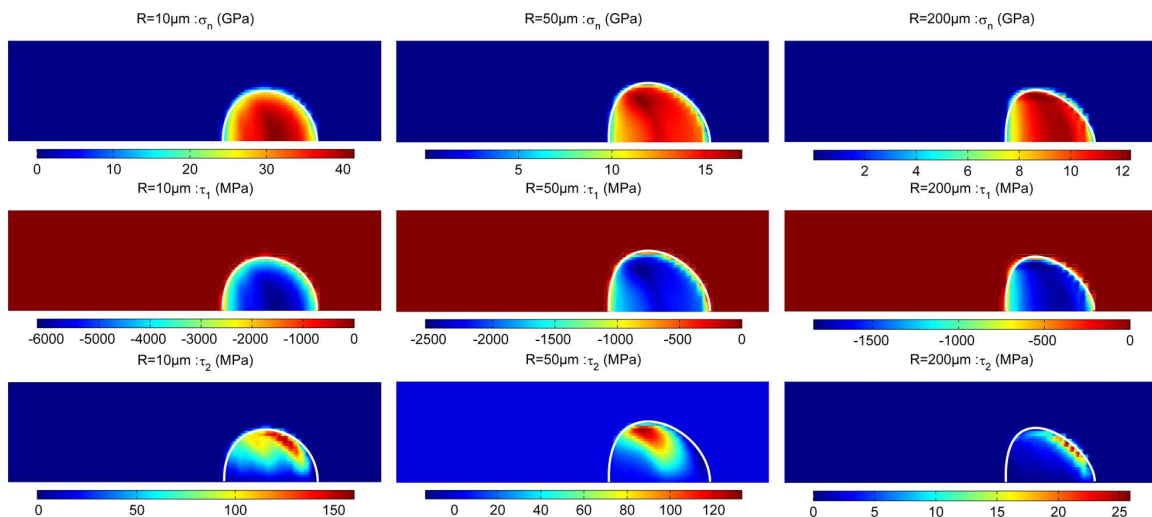 R=10µm :σn (GPa)
R=50µm :σn (GPa)
R=200µm :σn (GPa)
0 10 20 30 40
5 10 15
2 4 6 8 10 12
R=10µm :τ1 (MPa)
R=50µm :τ1 (MPa)
R=200µm :τ1 (MPa)
-6000 -5000 -4000 -3000 -2000 -1000 0
-2500 -2000 -1500 -1000 -500 0
-1500 -1000 -500 0
R=10µm :τ2 (MPa)
R=50µm :τ2 (MPa)
R=200µm :τ2 (MPa)
0 50 100 150
0 20 40 60 80 100 120
0 5 10 15 20 25